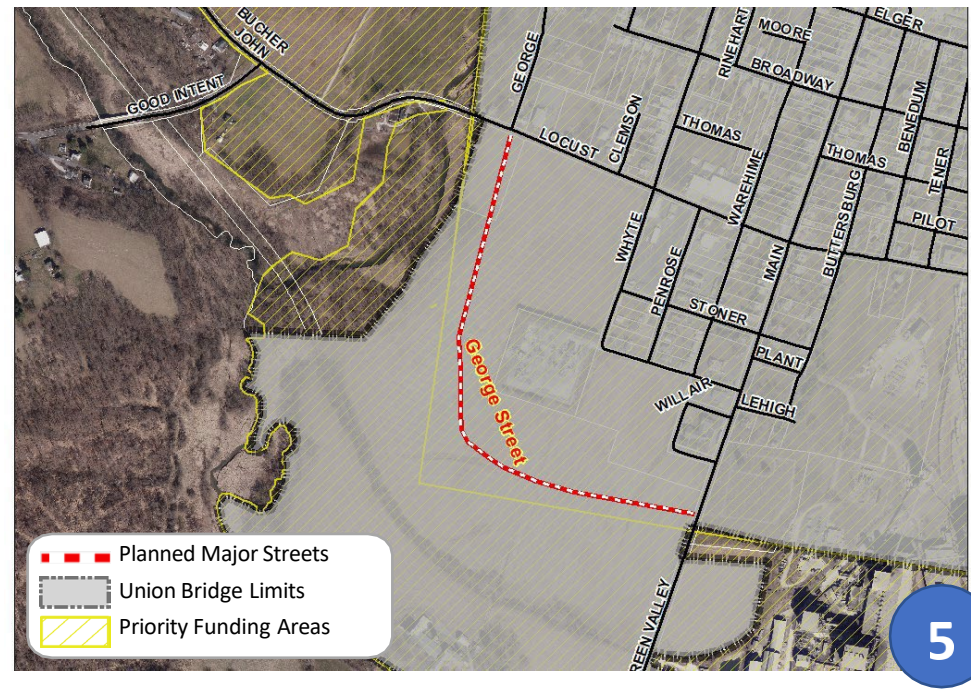 BUCHER
JOHN
GOOD INTENT
GEORGE
LOCUST
CLEMSON
THOMAS
RINEHART
MOORE
ELGER
BROADWAY
THOMAS
BENEDUM
TENER
PILOT
WAREHIME
BUTTERSBURG
MAIN
WHYTE
PENROSE
STONER
PLANT
WILLAIR
LEHIGH
George Street
REEN VALLEY
Planned Major Streets
Union Bridge Limits
Priority Funding Areas
5